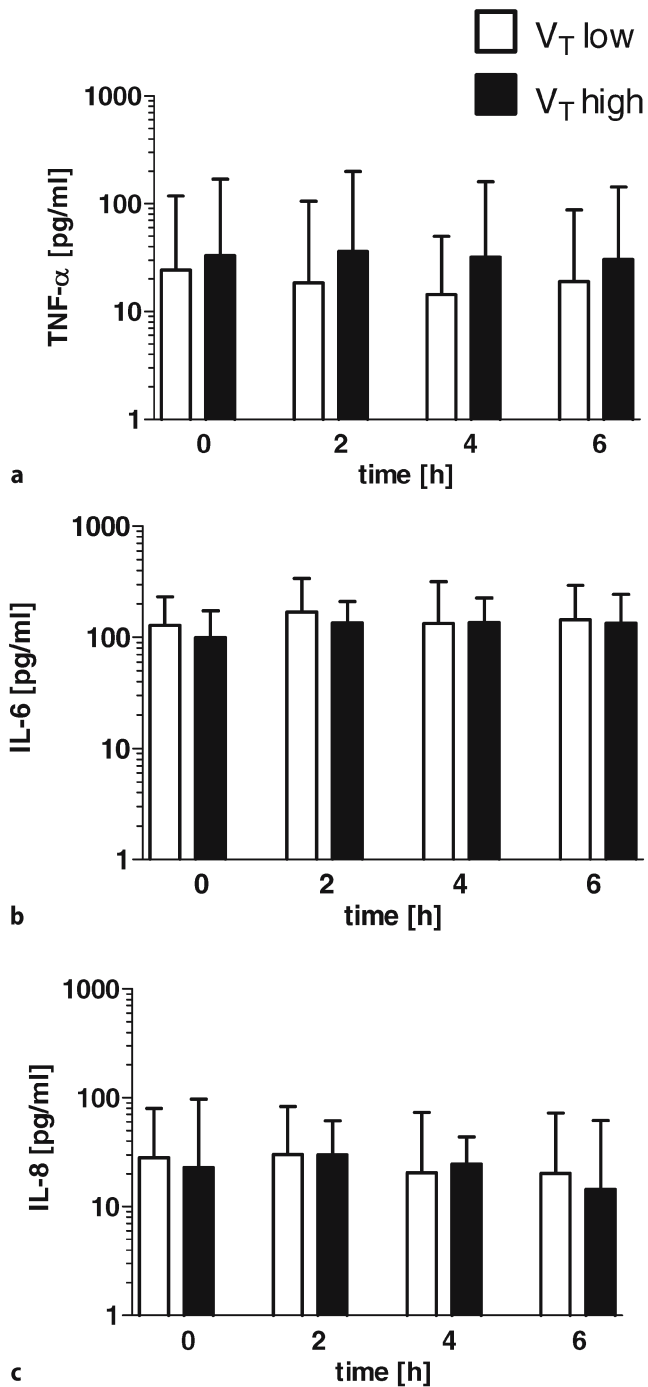 V_T low
V_T high
1000
100
10
1
TNF-α [pg/ml]
0 2 4 6
time [h]
a
1000
100
10
1
IL-6 [pg/ml]
0 2 4 6
time [h]
b
1000
100
10
1
IL-8 [pg/ml]
0 2 4 6
time [h]
c